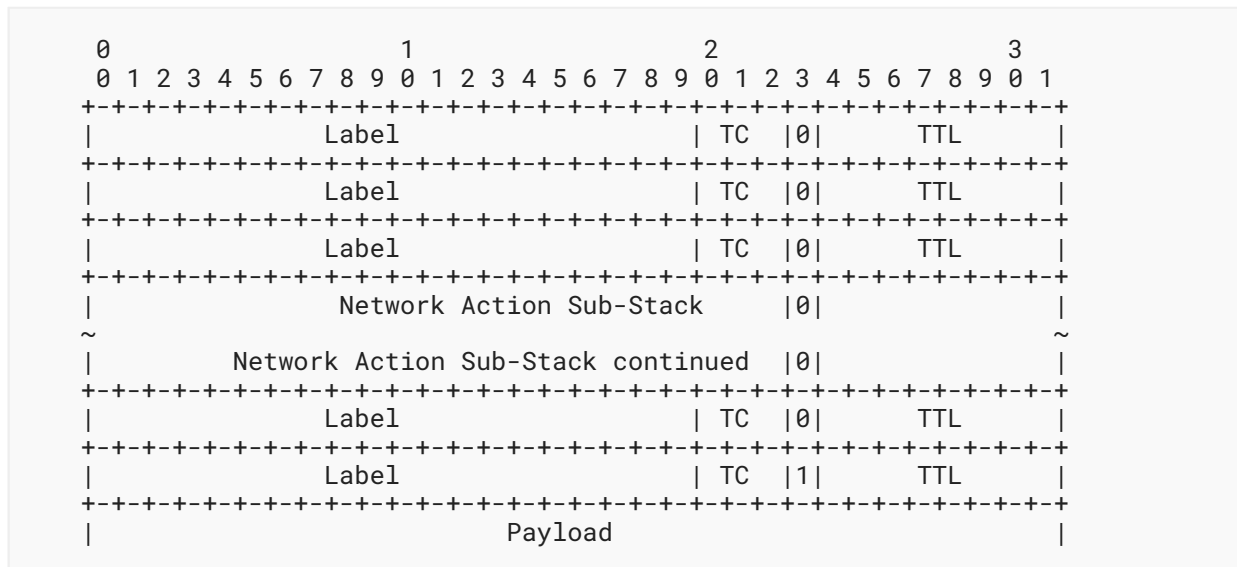 0                   1                   2                   3
 0 1 2 3 4 5 6 7 8 9 0 1 2 3 4 5 6 7 8 9 0 1 2 3 4 5 6 7 8 9 0 1
+-+-+-+-+-+-+-+-+-+-+-+-+-+-+-+-+-+-+-+-+-+-+-+-+-+-+-+-+-+-+-+-+
|               Label                   | TC  |0|      TTL      |
+-+-+-+-+-+-+-+-+-+-+-+-+-+-+-+-+-+-+-+-+-+-+-+-+-+-+-+-+-+-+-+-+
|               Label                   | TC  |0|      TTL      |
+-+-+-+-+-+-+-+-+-+-+-+-+-+-+-+-+-+-+-+-+-+-+-+-+-+-+-+-+-+-+-+-+
|               Label                   | TC  |0|      TTL      |
+-+-+-+-+-+-+-+-+-+-+-+-+-+-+-+-+-+-+-+-+-+-+-+-+-+-+-+-+-+-+-+-+
|                Network Action Sub-Stack     |0|               |
~                                                               ~
|         Network Action Sub-Stack continued  |0|               |
+-+-+-+-+-+-+-+-+-+-+-+-+-+-+-+-+-+-+-+-+-+-+-+-+-+-+-+-+-+-+-+-+
|               Label                   | TC  |0|      TTL      |
+-+-+-+-+-+-+-+-+-+-+-+-+-+-+-+-+-+-+-+-+-+-+-+-+-+-+-+-+-+-+-+-+
|               Label                   | TC  |1|      TTL      |
+-+-+-+-+-+-+-+-+-+-+-+-+-+-+-+-+-+-+-+-+-+-+-+-+-+-+-+-+-+-+-+-+
|                           Payload                             |